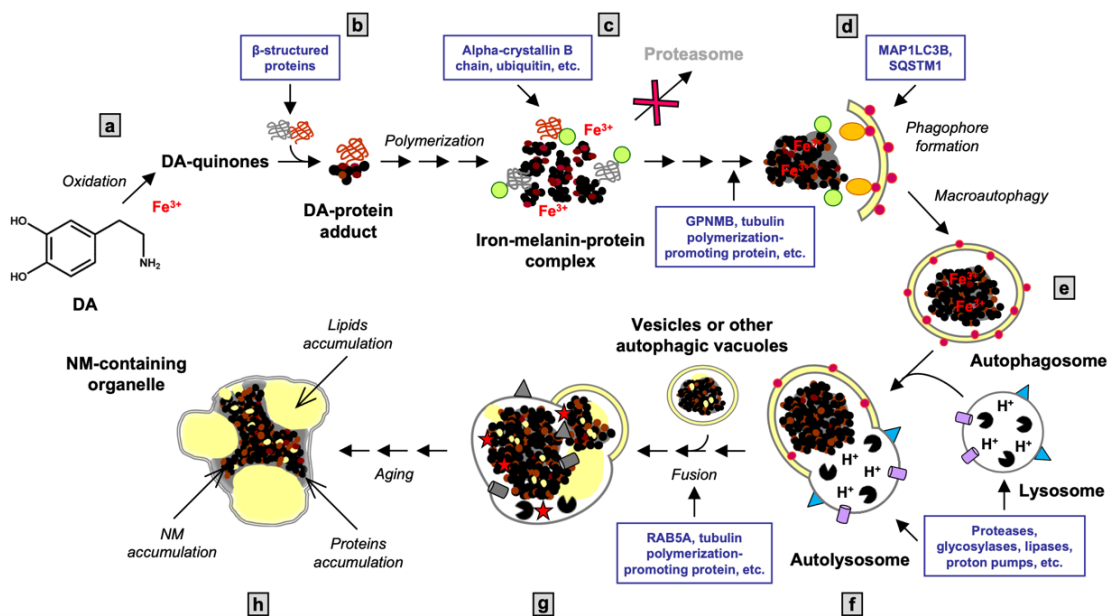 a
Oxidation
HO
HO
NH₂
DA
Fe³⁺
DA-quinones
b
β-structured
proteins
DA-protein
adduct
Polymerization
c
Alpha-crystallin B
chain, ubiquitin, etc.
Fe³⁺
Fe³⁺
Iron-melanin-protein
complex
Proteasome
GPNMB, tubulin
polymerization-
promoting protein, etc.
d
MAP1LC3B,
SQSTM1
Fe³⁺
Fe³⁺
Phagophore
formation
Macroautophagy
e
Fe³⁺
Fe³⁺
Autophagosome
H⁺
H⁺
H⁺
Lysosome
Proteases,
glycosylases, lipases,
proton pumps, etc.
H⁺
H⁺
H⁺
Autolysosome
f
Vesicles or other
autophagic vacuoles
Fusion
RAB5A, tubulin
polymerization-
promoting protein, etc.
g
Aging
NM-containing
organelle
Lipids
accumulation
NM
accumulation
Proteins
accumulation
h